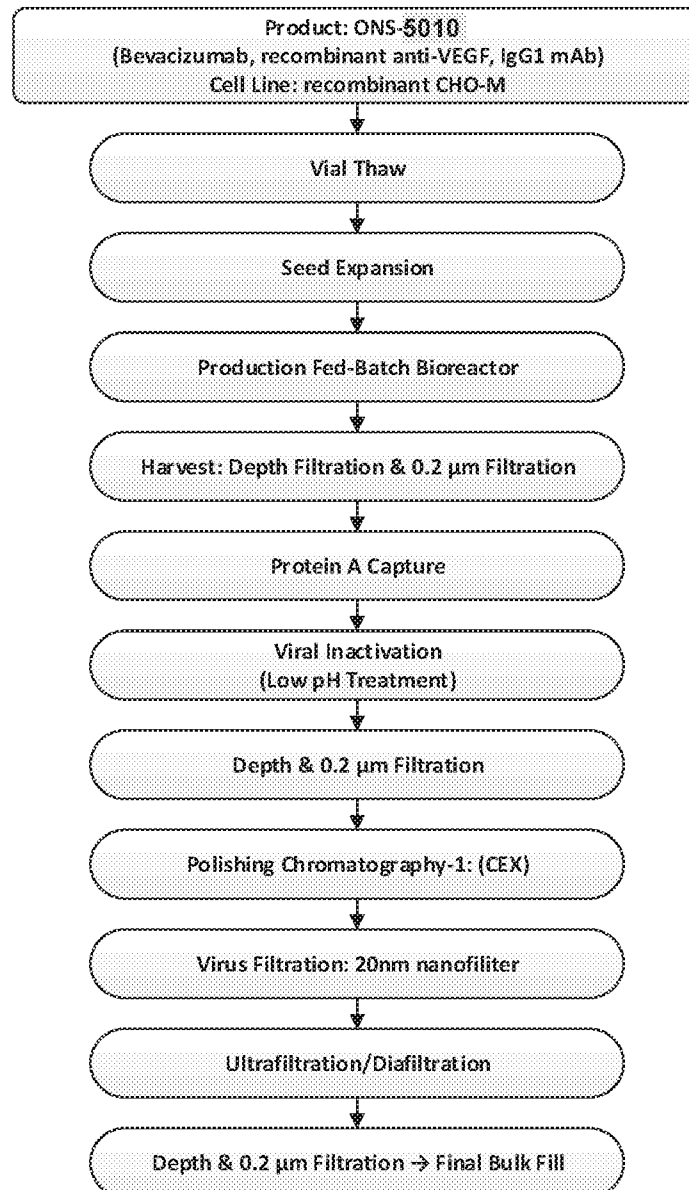 Product: ONS-5010
(Bevacizumab, recombinant anti-VEGF, IgG1 mAb)
Cell Line: recombinant CHO-M
Vial Thaw
Seed Expansion
Production Fed-Batch Bioreactor
Harvest: Depth Filtration & 0.2 µm Filtration
Protein A Capture
Viral Inactivation
(Low pH Treatment)
Depth & 0.2 µm Filtration
Polishing Chromatography-1: (CEX)
Virus Filtration: 20nm nanofiliter
Ultrafiltration/Diafiltration
Depth & 0.2 µm Filtration → Final Bulk Fill